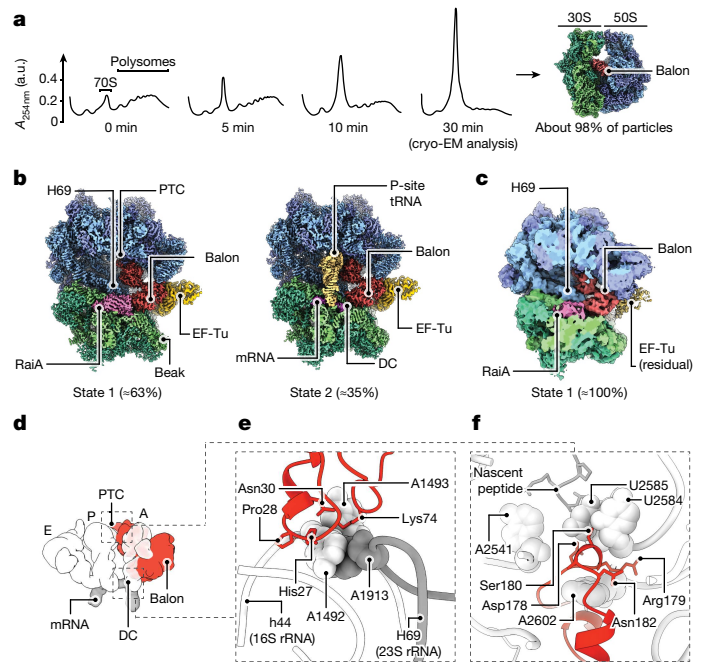 a
A254nm (a.u.)
0.4
0.2
0
70S
Polysomes
0 min
5 min
10 min
30 min
(cryo-EM analysis)
30S
50S
Balon
About 98% of particles
b
H69
PTC
Balon
EF-Tu
RaiA
Beak
State 1 (≈63%)
P-site
tRNA
Balon
EF-Tu
mRNA
DC
State 2 (≈35%)
c
H69
Balon
RaiA
EF-Tu
(residual)
State 1 (≈100%)
d
PTC
E
P
A
mRNA
DC
Balon
e
Asn30
A1493
Pro28
Lys74
His27
A1492
A1913
h44
(16S rRNA)
H69
(23S rRNA)
f
Nascent
peptide
U2585
U2584
A2541
Ser180
Asp178
A2602
Asn182
Arg179